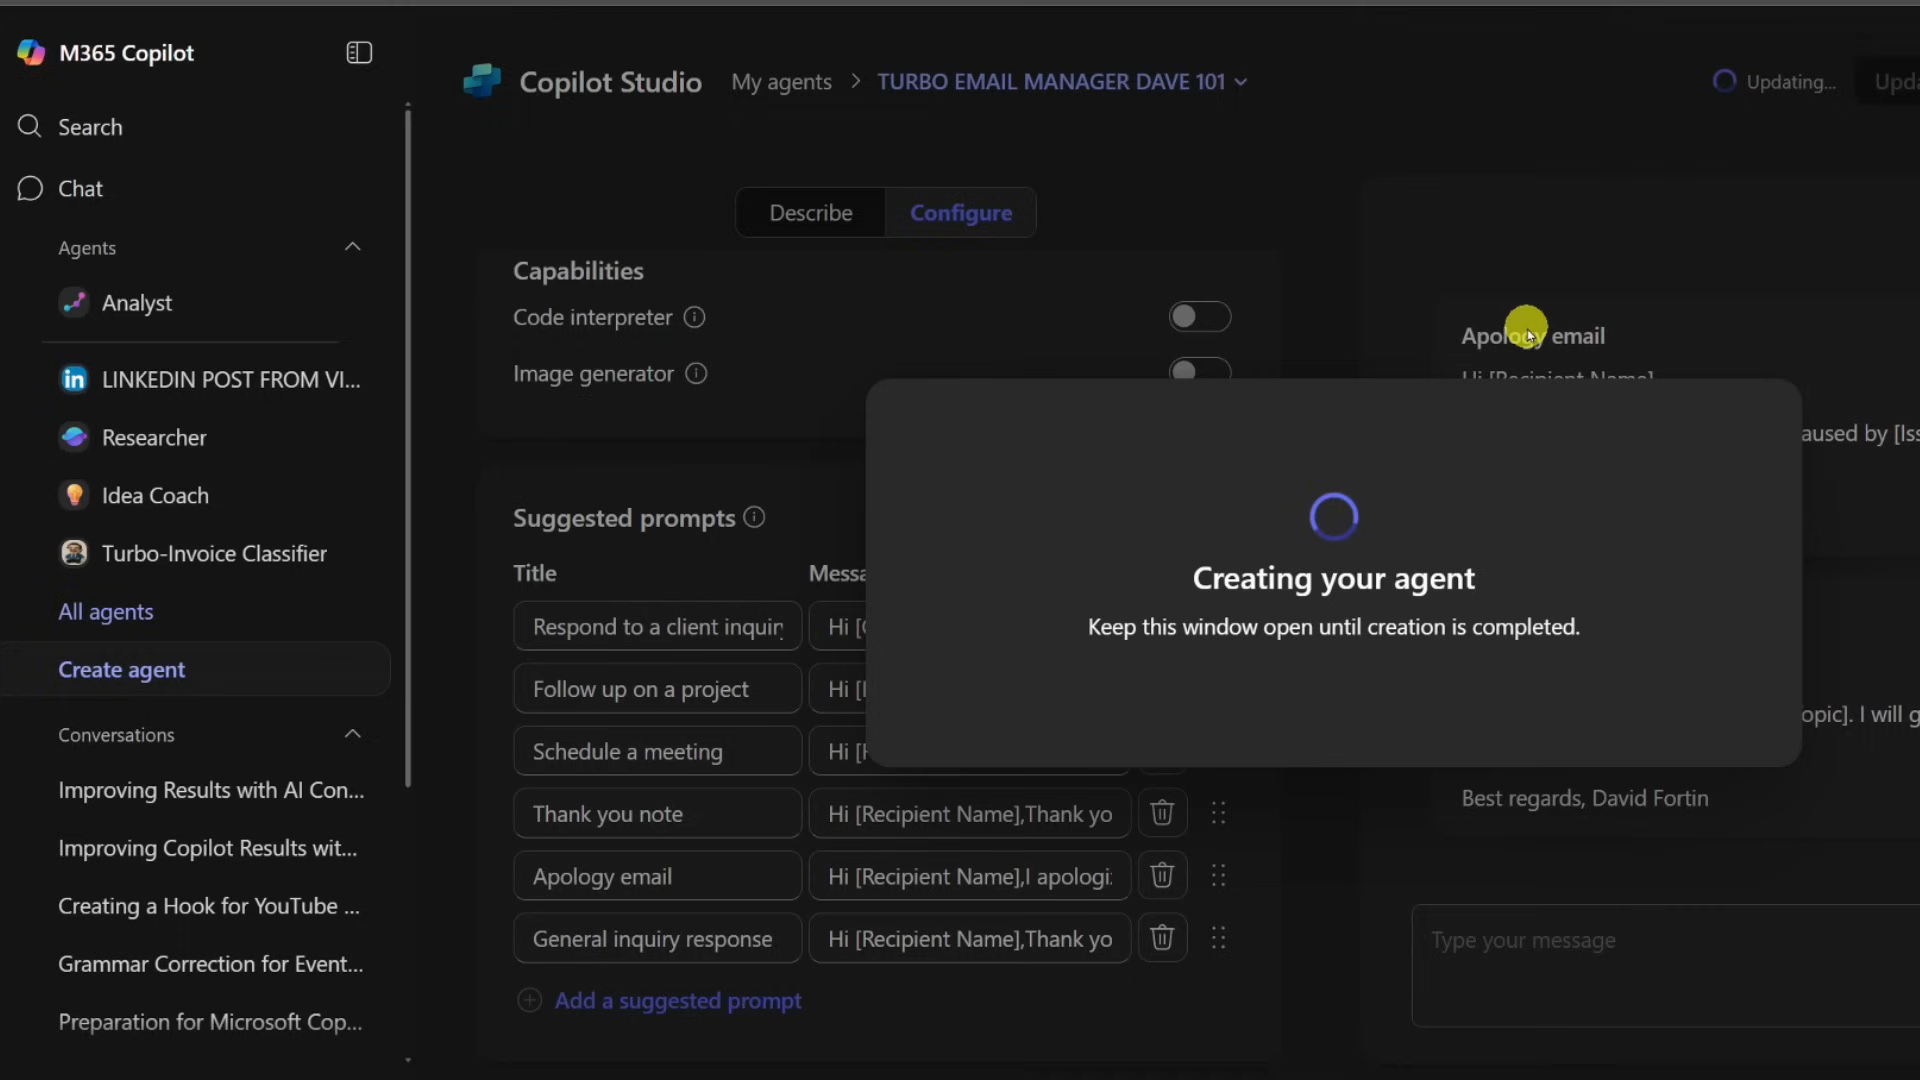 M365 Copilot
Search
Chat
Agents
Analyst
LINKEDIN POST FROM VI...
Researcher
Idea Coach
Turbo-Invoice Classifier
All agents
Create agent
Conversations
Improving Results with AI Con...
Improving Copilot Results wit...
Creating a Hook for YouTube ...
Grammar Correction for Event...
Preparation for Microsoft Cop...
Copilot Studio My agents > TURBO EMAIL MANAGER DAVE 101
Updating...
Describe Configure
Capabilities
Code interpreter
Image generator
Suggested prompts
Title
Respond to a client inquiry
Follow up on a project Hi
Schedule a meeting Hi
Thank you note Hi [Recipient Name],Thank yo
Apology email Hi [Recipient Name],I apologi
General inquiry response Hi [Recipient Name],Thank yo
Add a suggested prompt
Creating your agent
Keep this window open until creation is completed.
Apology email
Hi [Recipient Name]
opic]. I will g
Best regards, David Fortin
Type your message